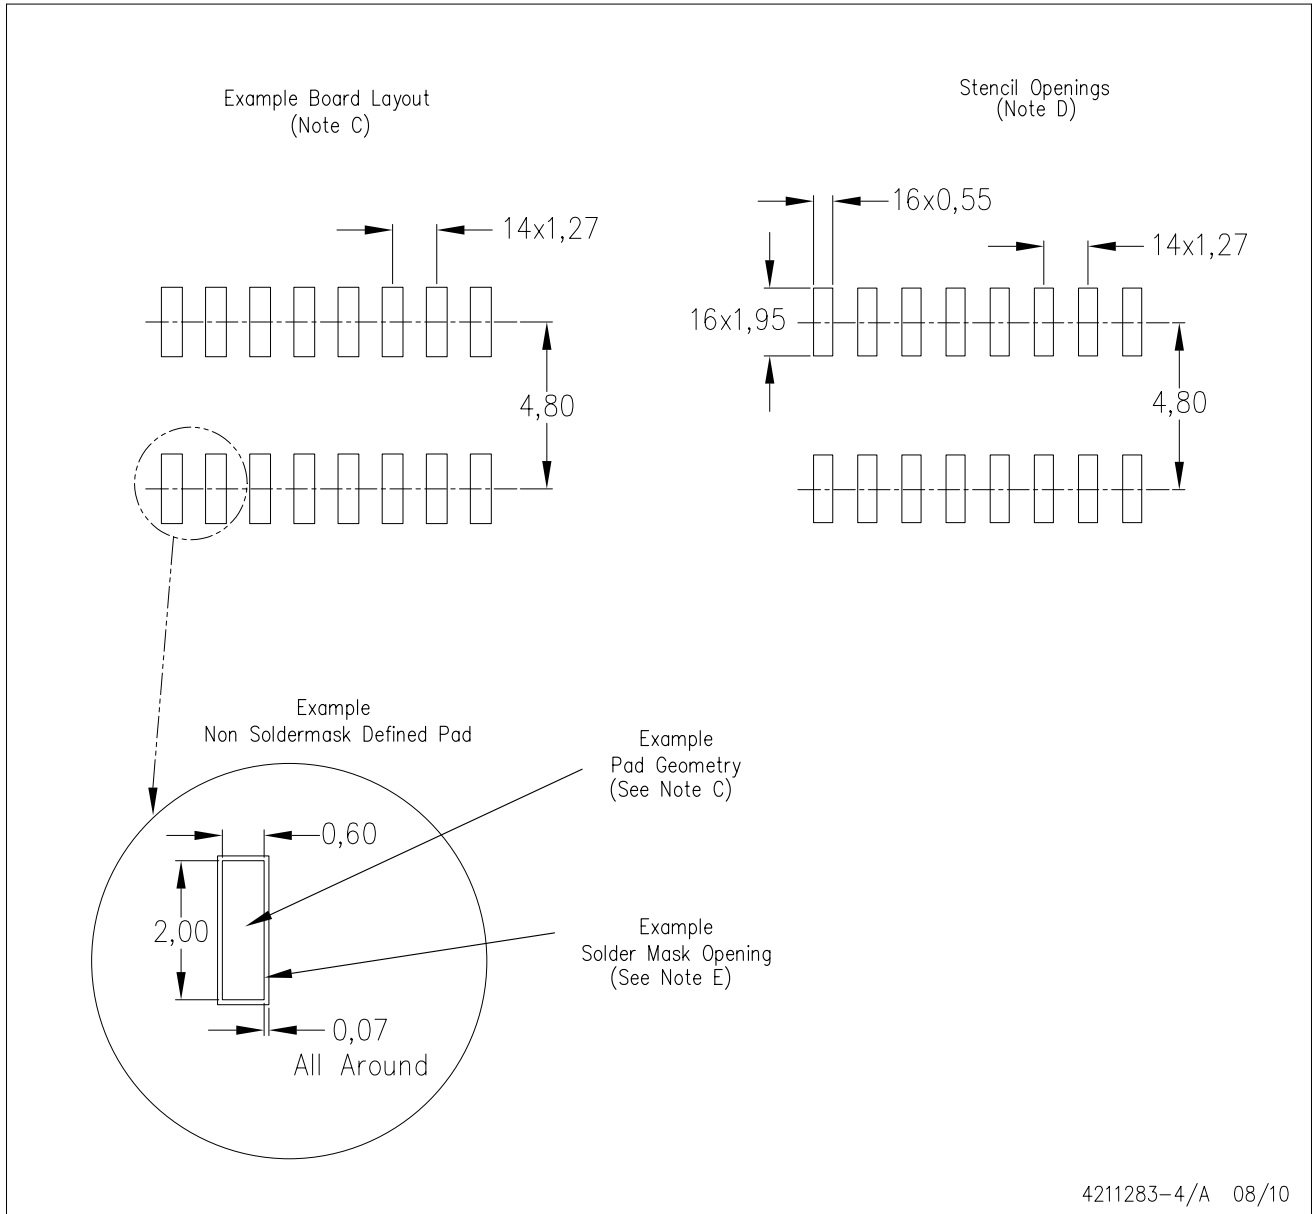 Example Board Layout
(Note C)
Stencil Openings
(Note D)
14x1,27
4,80
16x0,55
14x1,27
16x1,95
4,80
Example
Non Soldermask Defined Pad
Example
Pad Geometry
(See Note C)
0,60
2,00
Example
Solder Mask Opening
(See Note E)
0,07
All Around
4211283-4/A 08/10